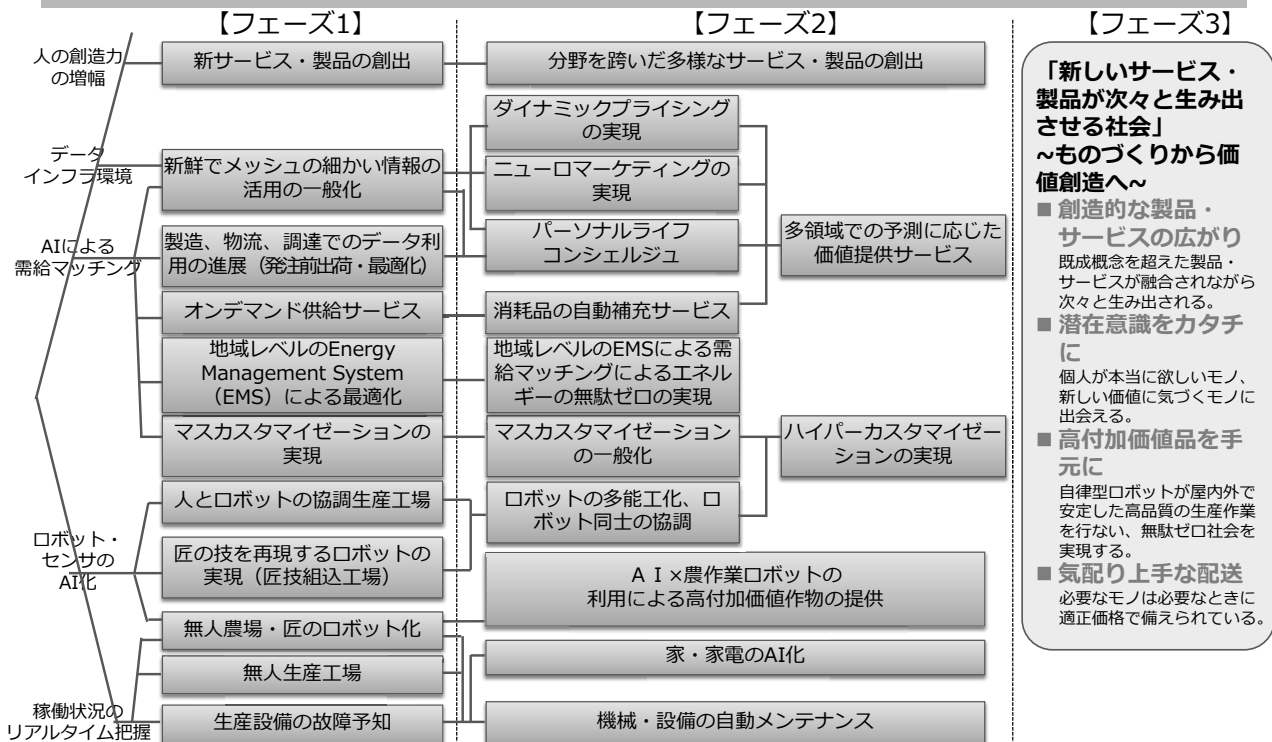 【フェーズ1】
【フェーズ2】
【フェーズ3】
人の創造力
の増幅
データ
インフラ環境
AIによる
需給マッチング
ロボット・
センサの
AI化
稼働状況の
リアルタイム把握
新サービス・製品の創出
新鮮でメッシュの細かい情報の
活用の一般化
製造、物流、調達でのデータ利
用の進展（発注前出荷・最適化）
オンデマンド供給サービス
地域レベルのEnergy
Management System
（EMS）による最適化
マスカスタマイゼーションの
実現
人とロボットの協調生産工場
匠の技を再現するロボットの
実現（匠技組込工場）
無人農場・匠のロボット化
無人生産工場
生産設備の故障予知
分野を跨いだ多様なサービス・製品の創出
ダイナミックプライシング
の実現
ニューロマーケティングの
実現
パーソナルライフ
コンシェルジュ
消耗品の自動補充サービス
地域レベルのEMSによる需
給マッチングによるエネル
ギーの無駄ゼロの実現
マスカスタマイゼーション
の一般化
ロボットの多能工化、ロ
ボット同士の協調
多領域での予測に応じた
価値提供サービス
ハイパーカスタマイゼー
ションの実現
ＡＩ×農作業ロボットの
利用による高付加価値作物の提供
家・家電のAI化
機械・設備の自動メンテナンス
「新しいサービス・
製品が次々と生み出
させる社会」
~ものづくりから価
値創造へ~
■ 創造的な製品・
サービスの広がり
既成概念を超えた製品・
サービスが融合されながら
次々と生み出される。
■ 潜在意識をカタチ
に
個人が本当に欲しいモノ、
新しい価値に気づくモノに
出会える。
■ 高付加価値品を手
元に
自律型ロボットが屋内外で
安定した高品質の生産作業
を行ない、無駄ゼロ社会を
実現する。
■ 気配り上手な配送
必要なモノは必要なときに
適正価格で備えられている。